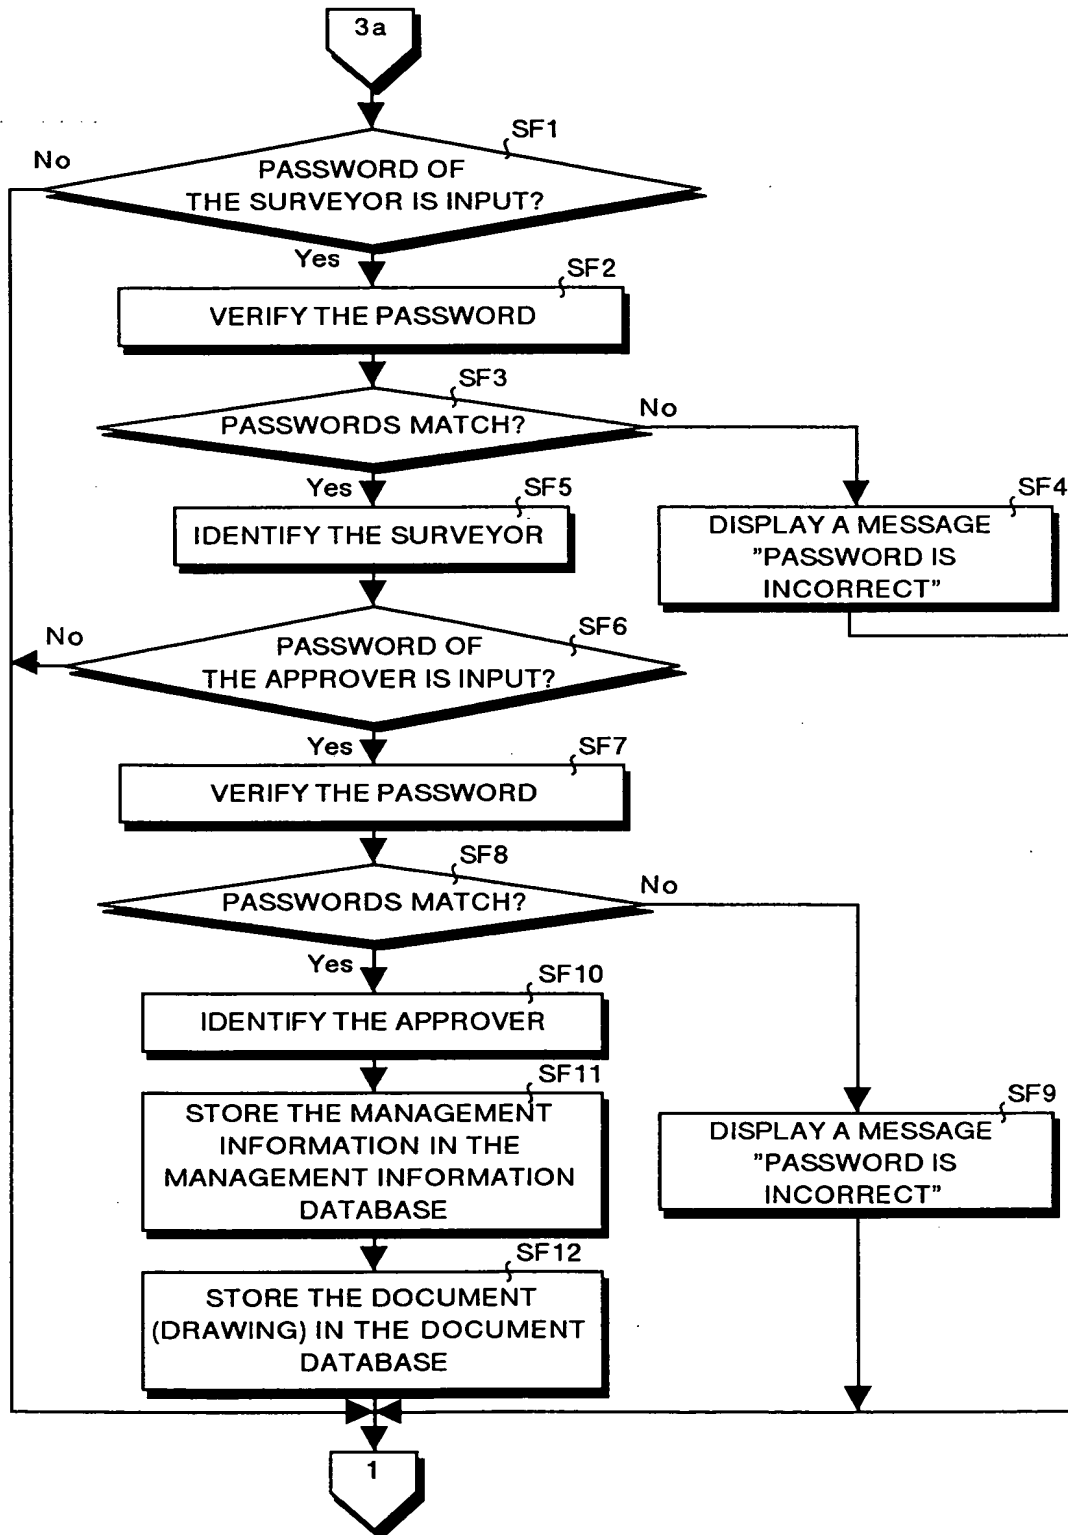 3a
SF1
No
PASSWORD OF
THE SURVEYOR IS INPUT?
Yes
SF2
VERIFY THE PASSWORD
SF3
PASSWORDS MATCH?
No
Yes
SF5
IDENTIFY THE SURVEYOR
SF4
DISPLAY A MESSAGE
"PASSWORD IS
INCORRECT"
No
SF6
PASSWORD OF
THE APPROVER IS INPUT?
Yes
SF7
VERIFY THE PASSWORD
SF8
PASSWORDS MATCH?
No
Yes
SF10
IDENTIFY THE APPROVER
SF11
STORE THE MANAGEMENT
INFORMATION IN THE
MANAGEMENT INFORMATION
DATABASE
SF9
DISPLAY A MESSAGE
"PASSWORD IS
INCORRECT"
SF12
STORE THE DOCUMENT
(DRAWING) IN THE DOCUMENT
DATABASE
1